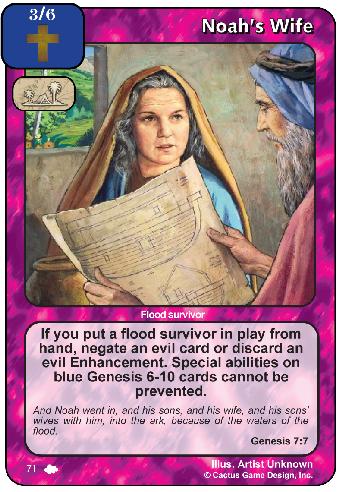 3/6
Noah's Wife
Flood survivor
If you put a flood survivor in play from
hand, negate an evil card or discard an
evil Enhancement. Special abilities on
blue Genesis 6-10 cards cannot be
prevented.
And Noah went in, and his sons, and his wife, and his sons'
wives with him, into the ark, because of the waters of the
flood.
Genesis 7:7
71
Illus. Artist Unknown
© Cactus Game Design, Inc.